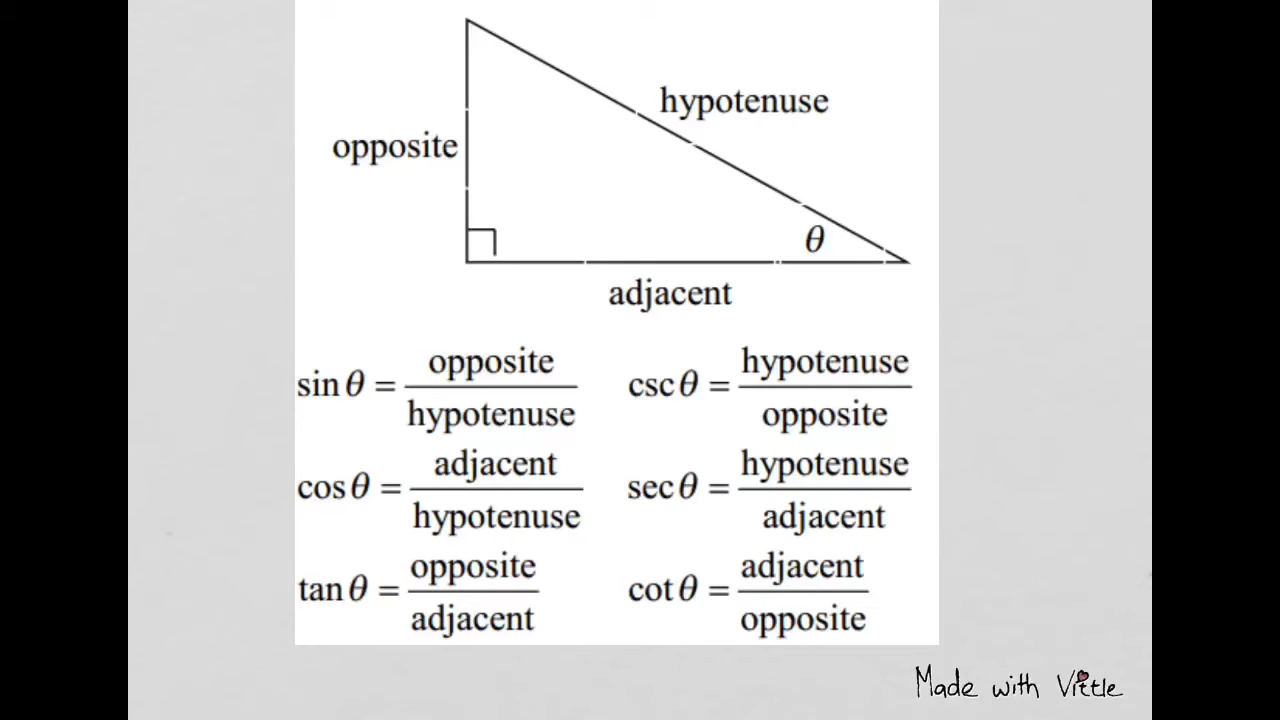 hypotenuse
opposite
θ
adjacent
sin θ = opposite / hypotenuse
csc θ = hypotenuse / opposite
cos θ = adjacent / hypotenuse
sec θ = hypotenuse / adjacent
tan θ = opposite / adjacent
cot θ = adjacent / opposite
Made with Vittle